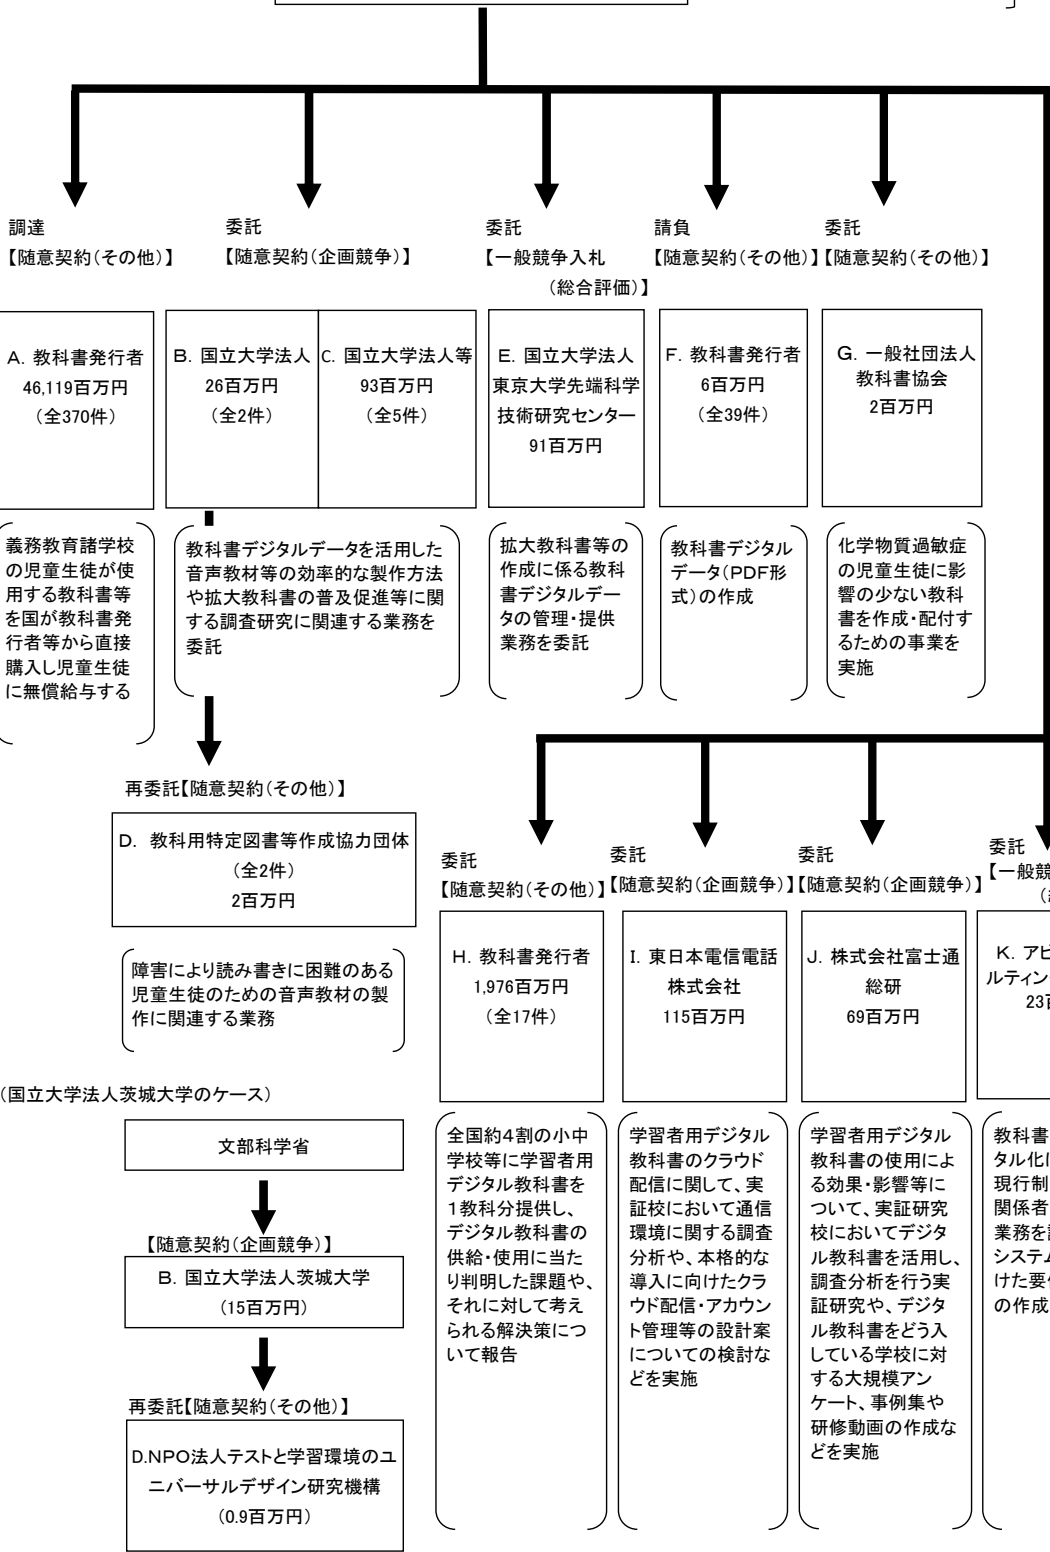 調達
【随意契約(その他)】
委託
【随意契約(企画競争)】
委託
【一般競争入札
(総合評価)】
請負
【随意契約(その他)】
委託
【随意契約(その他)】
A. 教科書発行者
46,119百万円
(全370件)
B. 国立大学法人
26百万円
(全2件)
C. 国立大学法人等
93百万円
(全5件)
E. 国立大学法人
東京大学先端科学
技術研究センター
91百万円
F. 教科書発行者
6百万円
(全39件)
G. 一般社団法人
教科書協会
2百万円
義務教育諸学校
の児童生徒が使
用する教科書等
を国が教科書発
行者等から直接
購入し児童生徒
に無償給与する
教科書デジタルデータを活用した
音声教材等の効率的な製作方法
や拡大教科書の普及促進等に関
する調査研究に関連する業務を
委託
拡大教科書等の
作成に係る教科
書デジタルデー
タの管理・提供
業務を委託
教科書デジタル
データ(PDF形
式)の作成
化学物質過敏症
の児童生徒に影
響の少ない教科
書を作成・配付す
るための事業を
実施
再委託【随意契約(その他)】
D. 教科用特定図書等作成協力団体
(全2件)
2百万円
障害により読み書きに困難のある
児童生徒のための音声教材の製
作に関連する業務
委託
【随意契約(その他)】
委託
【随意契約(企画競争)】
委託
【随意契約(企画競争)】
委託
【一般競
H. 教科書発行者
1,976百万円
(全17件)
I. 東日本電信電話
株式会社
115百万円
J. 株式会社富士通
総研
69百万円
K. アビ
ルティン
23百
全国約4割の小中
学校等に学習者用
デジタル教科書を
1教科分提供し、
デジタル教科書の
供給・使用に当た
り判明した課題や、
それに対して考え
られる解決策につ
いて報告
学習者用デジタル
教科書のクラウド
配信に関して、実
証校において通信
環境に関する調査
分析や、本格的な
導入に向けたクラ
ウド配信・アカウン
ト管理等の設計案
についての検討な
どを実施
学習者用デジタル
教科書の使用によ
る効果・影響等に
ついて、実証研究
校においてデジタ
ル教科書を活用し、
調査分析を行う実
証研究や、デジタ
ル教科書をどう入
している学校に対
する大規模アン
ケート、事例集や
研修動画の作成な
どを実施
教科書
タル化に
現行制
関係者
業務を
システム
けた要
の作成
(国立大学法人茨城大学のケース)
文部科学省
【随意契約(企画競争)】
B. 国立大学法人茨城大学
(15百万円)
再委託【随意契約(その他)】
D.NPO法人テストと学習環境のユ
ニバーサルデザイン研究機構
(0.9百万円)